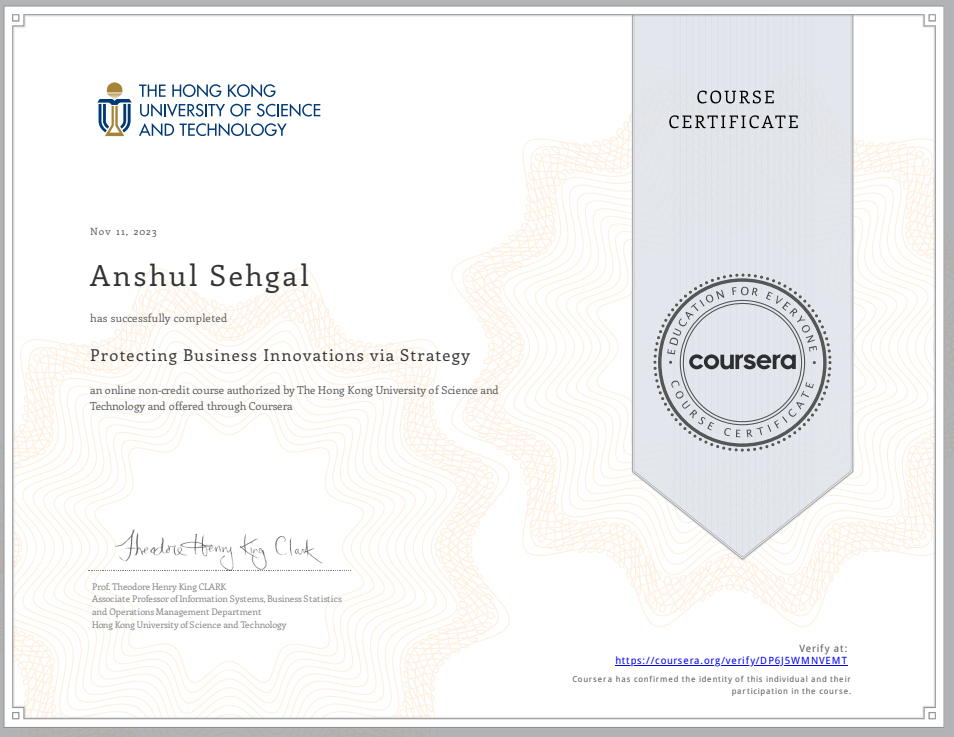 THE HONG KONG
UNIVERSITY OF SCIENCE
AND TECHNOLOGY
COURSE
CERTIFICATE
Nov 11, 2023
Anshul Sehgal
has successfully completed
Protecting Business Innovations via Strategy
an online non-credit course authorized by The Hong Kong University of Science and
Technology and offered through Coursera
EDUCATION FOR EVERYONE
coursera
COURSE CERTIFICATE
Theodore Henry King Clark
Prof. Theodore Henry King CLARK
Associate Professor of Information Systems, Business Statistics
and Operations Management Department
Hong Kong University of Science and Technology
Verify at:
https://coursera.org/verify/DP6J5WMNVEMT
Coursera has confirmed the identity of this individual and their
participation in the course.